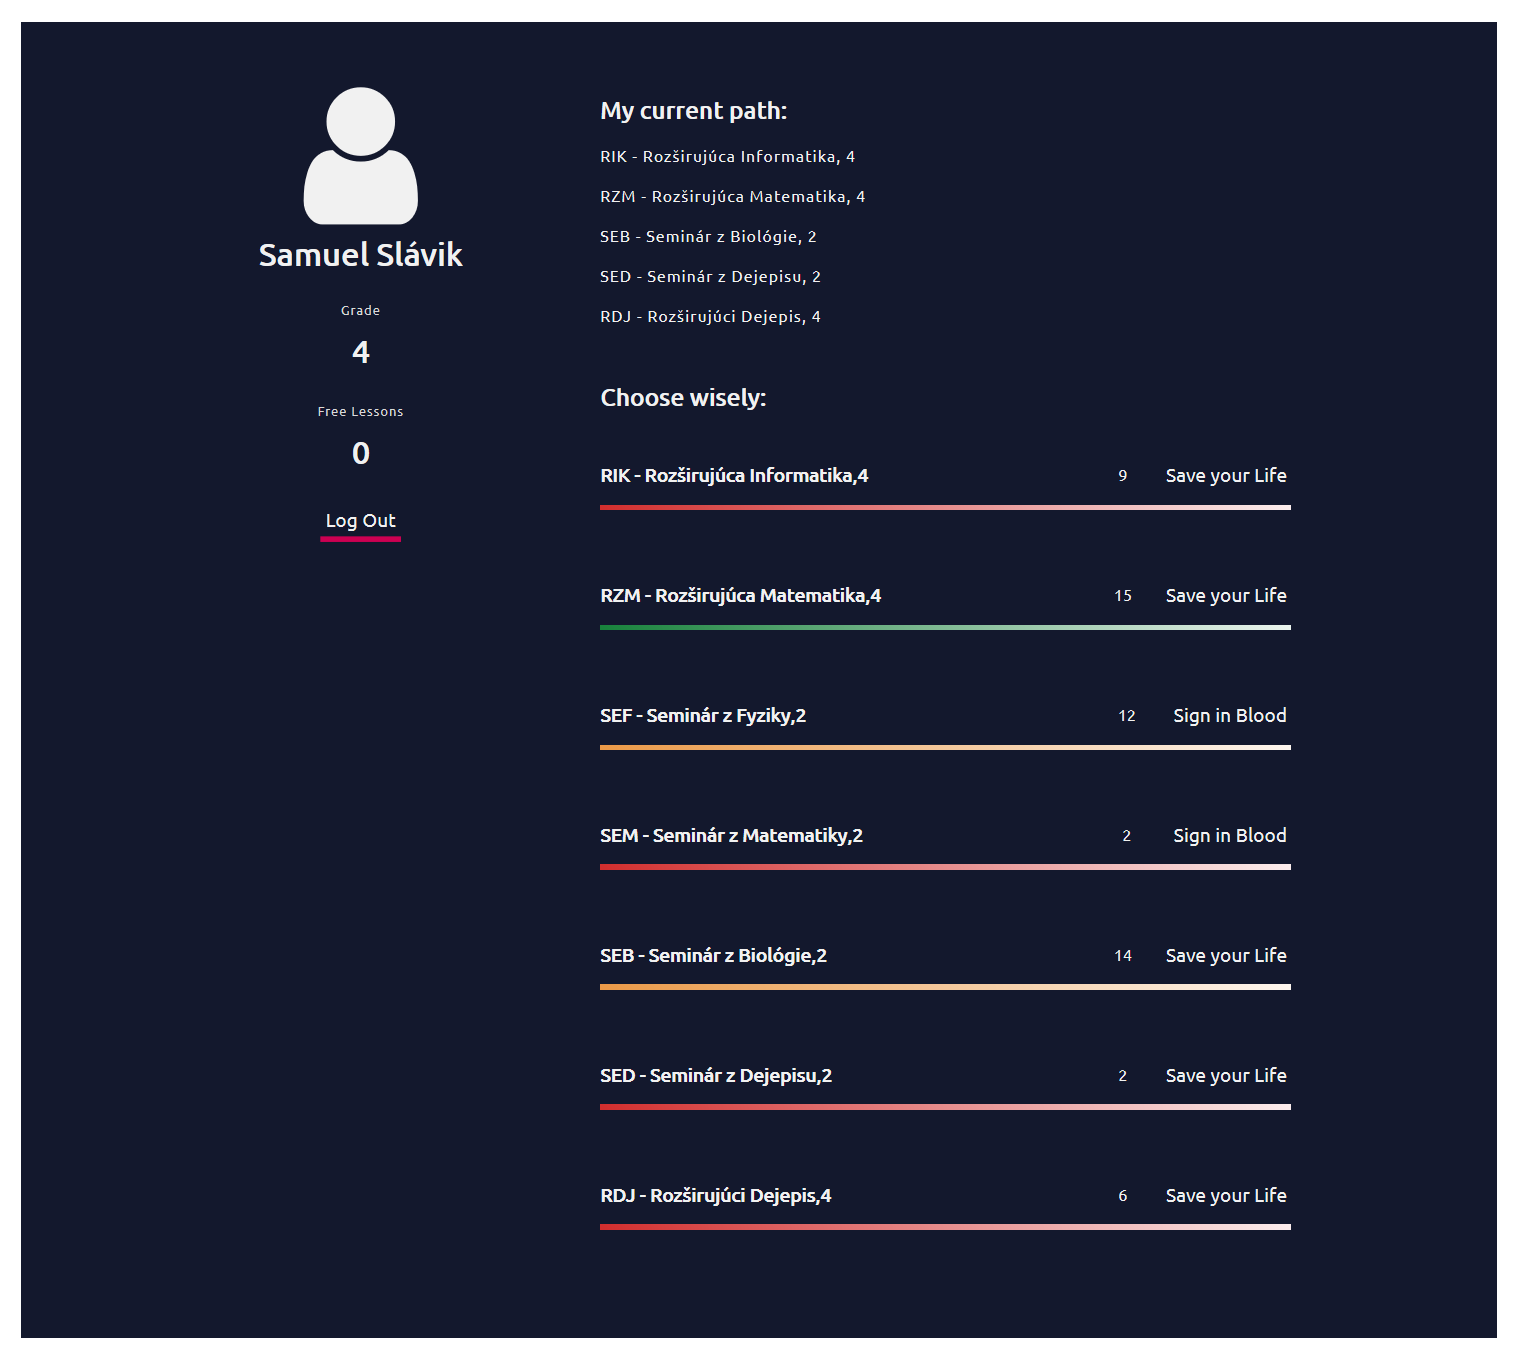 Samuel Slávik
Grade
4
Free Lessons
0
Log Out
My current path:
RIK - Rozširujúca Informatika, 4
RZM - Rozširujúca Matematika, 4
SEB - Seminár z Biológie, 2
SED - Seminár z Dejepisu, 2
RDJ - Rozširujúci Dejepis, 4
Choose wisely:
RIK - Rozširujúca Informatika,4 9 Save your Life
RZM - Rozširujúca Matematika,4 15 Save your Life
SEF - Seminár z Fyziky,2 12 Sign in Blood
SEM - Seminár z Matematiky,2 2 Sign in Blood
SEB - Seminár z Biológie,2 14 Save your Life
SED - Seminár z Dejepisu,2 2 Save your Life
RDJ - Rozširujúci Dejepis,4 6 Save your Life